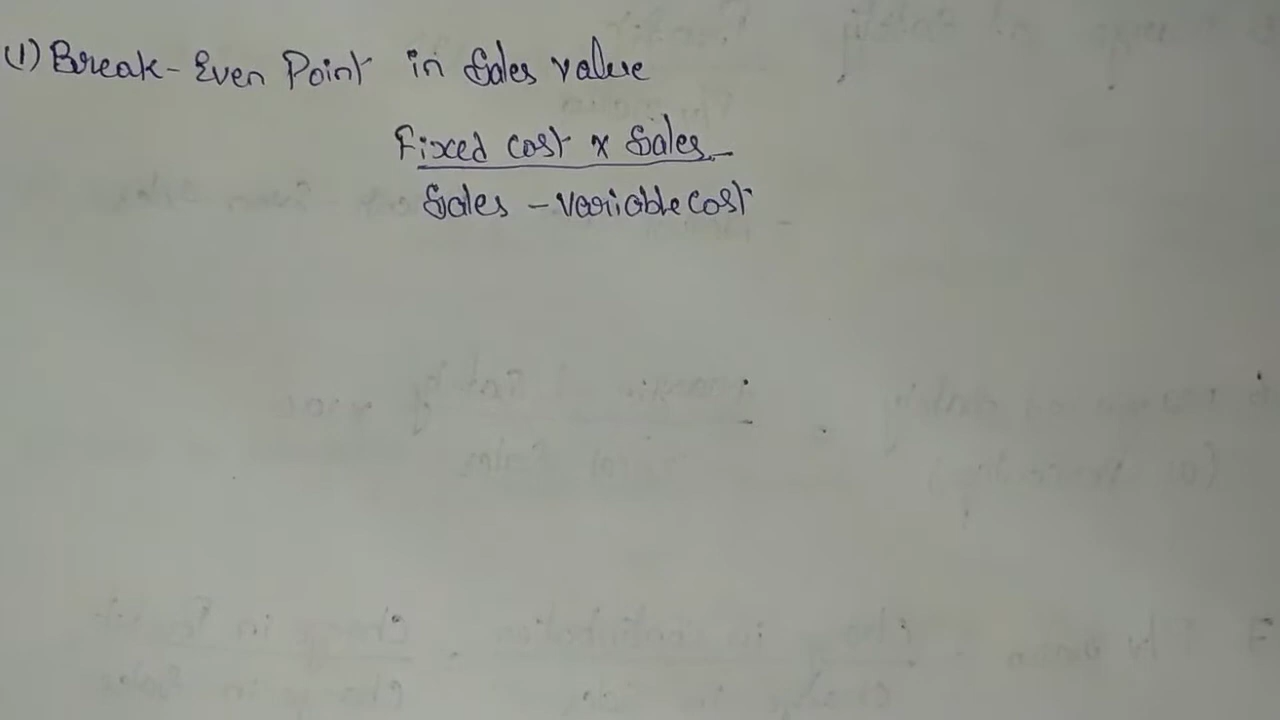 (1) Break-Even Point in Sales value
Fixed cost x Sales
Sales - variable cost